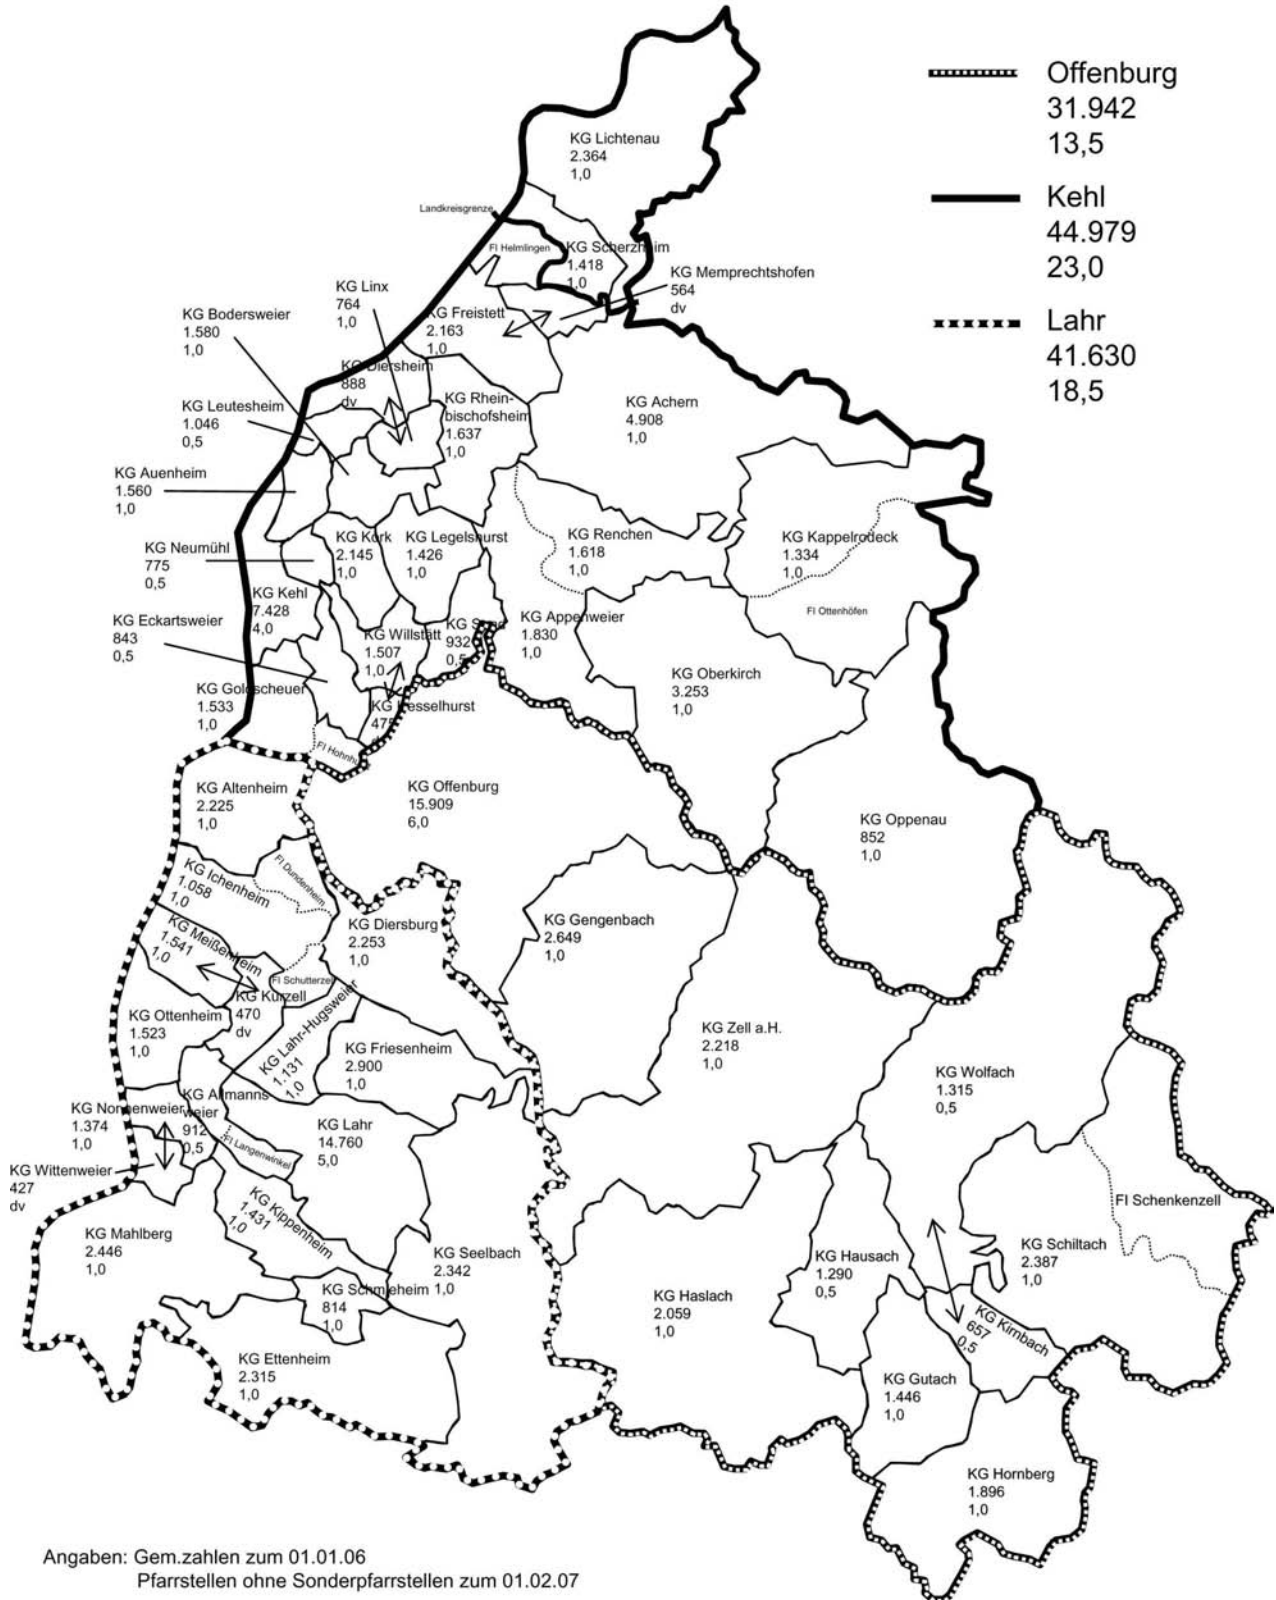 Offenburg
31.942
13,5
Kehl
44.979
23,0
Lahr
41.630
18,5
KG Lichtenau
2.364
1,0
Landkreisgrenze
FI Helmlingen
KG Scherzheim
1.418
1,0
KG Memprechtshofen
564
dv
KG Linx
764
1,0
KG Freistett
2.163
1,0
KG Bodersweier
1.580
1,0
KG Diersheim
888
dv
KG Leutesheim
1.046
0,5
KG Rhein-
bischofsheim
1.637
1,0
KG Achern
4.908
1,0
KG Auenheim
1.560
1,0
KG Neumühl
775
0,5
KG Kork
2.145
1,0
KG Legelshurst
1.426
1,0
KG Renchen
1.618
1,0
KG Kappelrodeck
1.334
1,0
FI Ottenhöfen
KG Kehl
7.428
4,0
KG Eckartsweier
843
0,5
KG Willstätt
1.507
1,0
KG Sand
932
0,5
KG Appenweier
1.830
1,0
KG Oberkirch
3.253
1,0
KG Goldscheuer
1.533
1,0
KG Hesselhurst
475
FI Hohnhurst
KG Altenheim
2.225
1,0
KG Offenburg
15.909
6,0
KG Oppenau
852
1,0
KG Ichenheim
1.058
1,0
FI Dundenheim
KG Diersburg
2.253
1,0
KG Gengenbach
2.649
1,0
KG Meißenheim
1.541
1,0
FI Schutterzell
KG Kürzell
470
dv
KG Ottenheim
1.523
1,0
KG Lahr-Hugsweier
1.131
1,0
KG Friesenheim
2.900
1,0
KG Zell a.H.
2.218
1,0
KG Wolfach
1.315
0,5
KG Nonnenweier
1.374
1,0
KG Allmanns
weier
912
0,5
FI Langenwinkel
KG Lahr
14.760
5,0
KG Wittenweier
427
dv
KG Kippenheim
1.431
1,0
FI Schenkenzell
KG Mahlberg
2.446
1,0
KG Seelbach
2.342
1,0
KG Schmieheim
814
1,0
KG Hausach
1.290
0,5
KG Schiltach
2.387
1,0
KG Haslach
2.059
1,0
KG Kirnbach
657
0,5
KG Ettenheim
2.315
1,0
KG Gutach
1.446
1,0
KG Hornberg
1.896
1,0
Angaben: Gem.zahlen zum 01.01.06
Pfarrstellen ohne Sonderpfarrstellen zum 01.02.07